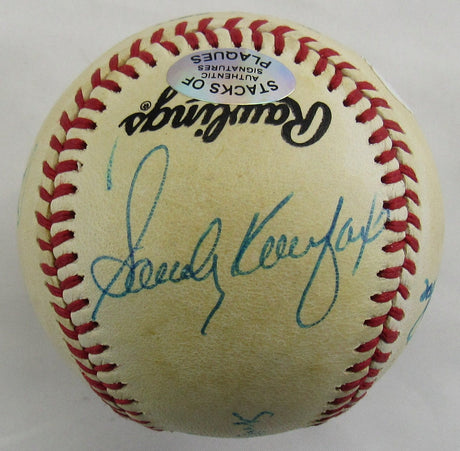 STACKS OF
PLAQUES
AUTHENTIC
SIGNATURES
Rawlings®
Sandy Koufax